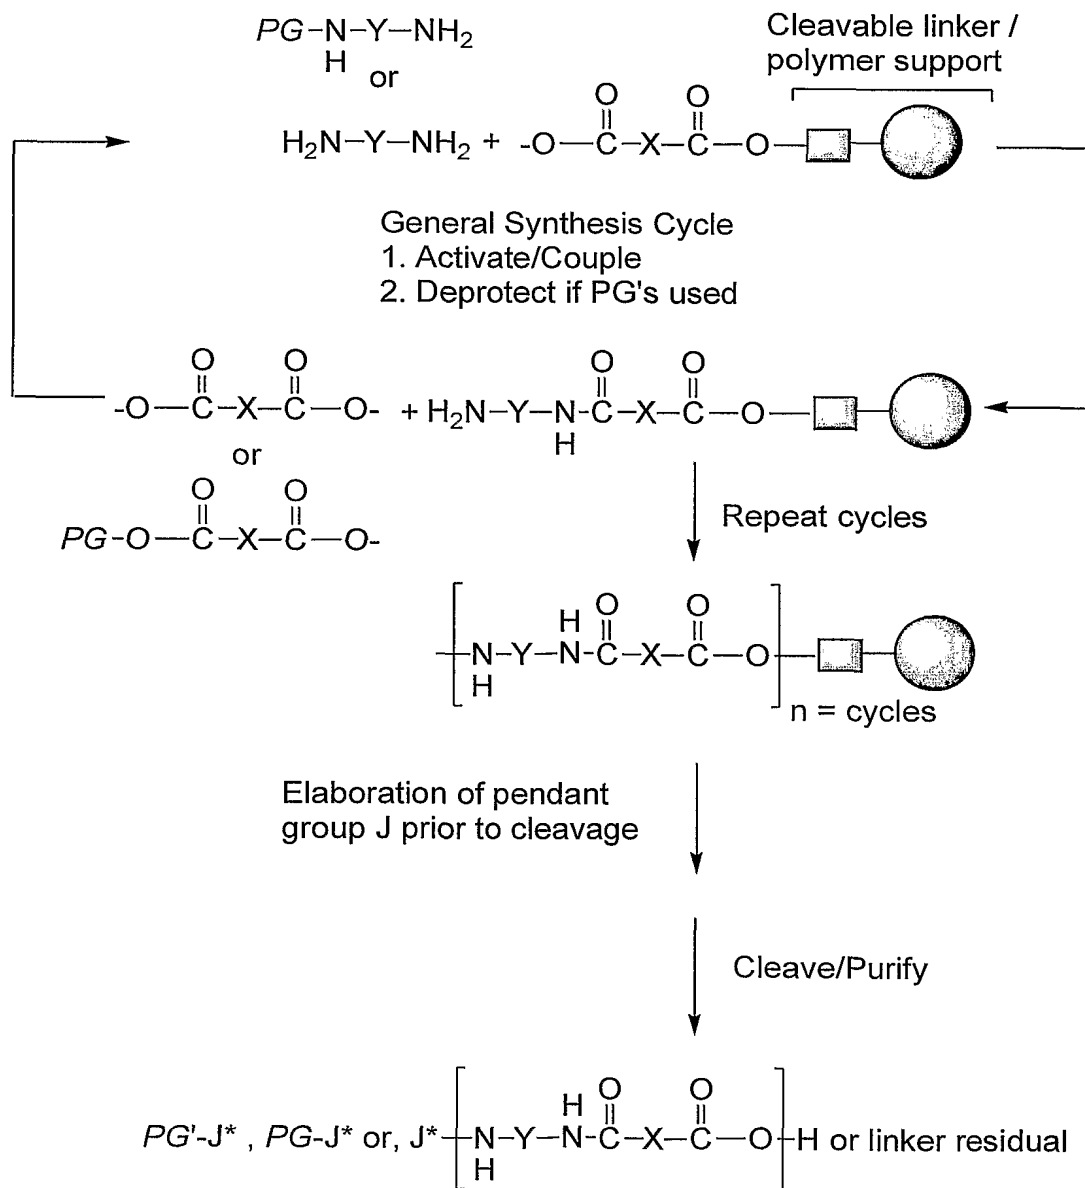 PG-N-Y-NH2
H
or
Cleavable linker /
polymer support
O O
H2N-Y-NH2 + -O-C-X-C-O
General Synthesis Cycle
1. Activate/Couple
2. Deprotect if PG's used
O O O O
-O-C-X-C-O- + H2N-Y-N-C-X-C-O
H
or
O O
PG-O-C-X-C-O-
Repeat cycles
H O O
N-Y-N-C-X-C-O
H
n = cycles
Elaboration of pendant
group J prior to cleavage
Cleave/Purify
H O O
PG'-J* , PG-J* or, J*-N-Y-N-C-X-C-O-H or linker residual
H